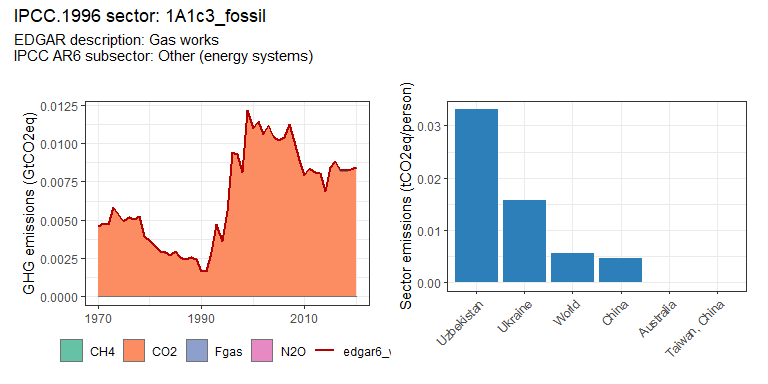 IPCC.1996 sector: 1A1c3_fossil
EDGAR description: Gas works
IPCC AR6 subsector: Other (energy systems)
GHG emissions (GtCO2eq)
0.0125
0.0100
0.0075
0.0050
0.0025
0.0000
1970 1990 2010
CH4 CO2 Fgas N2O edgar6_
Sector emissions (tCO2eq/person)
0.03
0.02
0.01
0.00
Uzbekistan
Ukraine
World
China
Australia
Taiwan, China